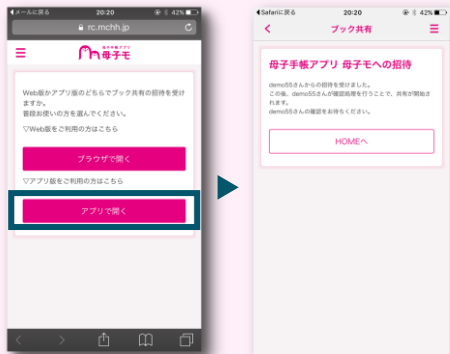 メールに戻る 20:20 42%
rc.mchh.jp
母子手帳アプリ
母子モ
Web版かアプリ版のどちらでブック共有の招待を受け
ますか。
普段お使いの方を選んでください。
▽Web版をご利用の方はこちら
ブラウザで開く
▽アプリ版をご利用の方はこちら
アプリで開く
Safariに戻る 20:20 42%
ブック共有
母子手帳アプリ 母子モへの招待
demo55さんからの招待を受けました。
この後、demo55さんが確認処理を行うことで、共有が開始さ
れます。
demo55さんの確認をお待ちください。
HOMEへ